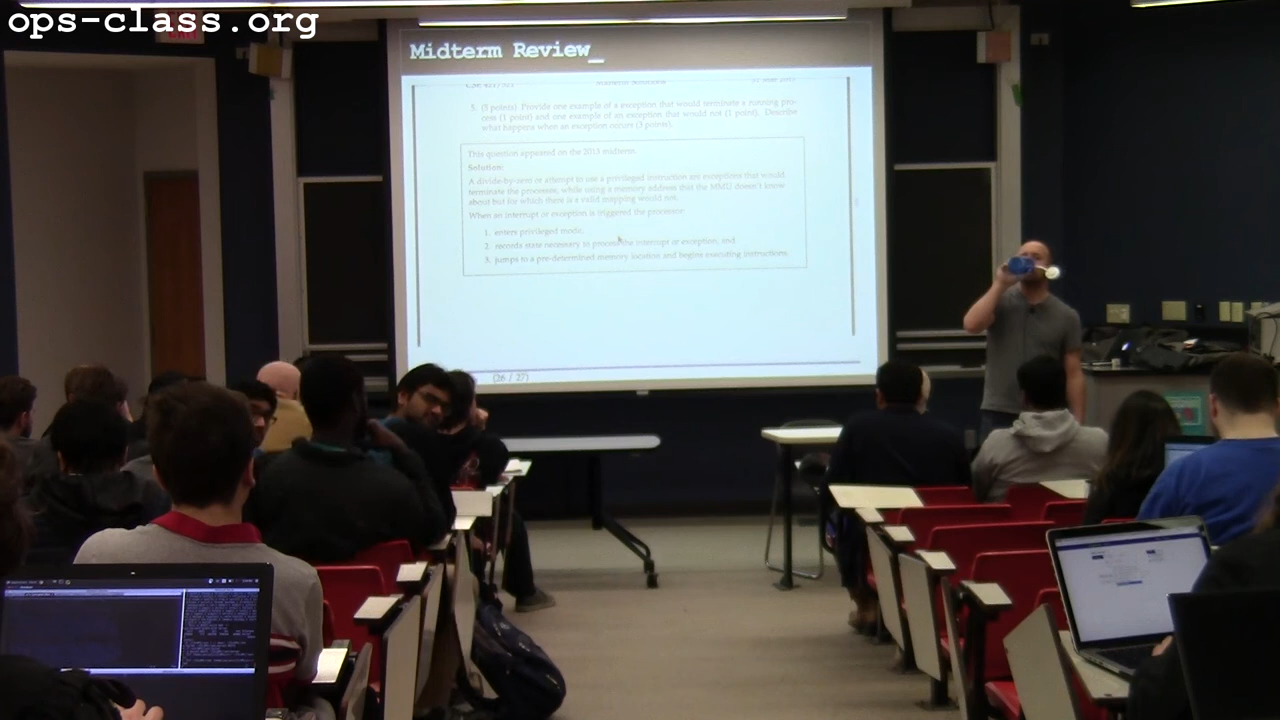 ops-class.org
EXIT
Midterm Review_
Midterm Solutions
5. (5 points) Provide one example of a exception that would terminate a running pro-
cess (1 point) and one example of an exception that would not (1 point). Describe
what happens when an exception occurs (3 points).
This question appeared on the 2013 midterm.
Solution:
A divide-by-zero or attempt to use a privileged instruction are exceptions that would
terminate the processor, while using a memory address that the MMU doesn't know
about but for which there is a valid mapping would not.
When an interrupt or exception is triggered the processor:
1. enters privileged mode,
2. records state necessary to process the interrupt or exception, and
3. jumps to a pre-determined memory location and begins executing instructions.
(26 / 27)